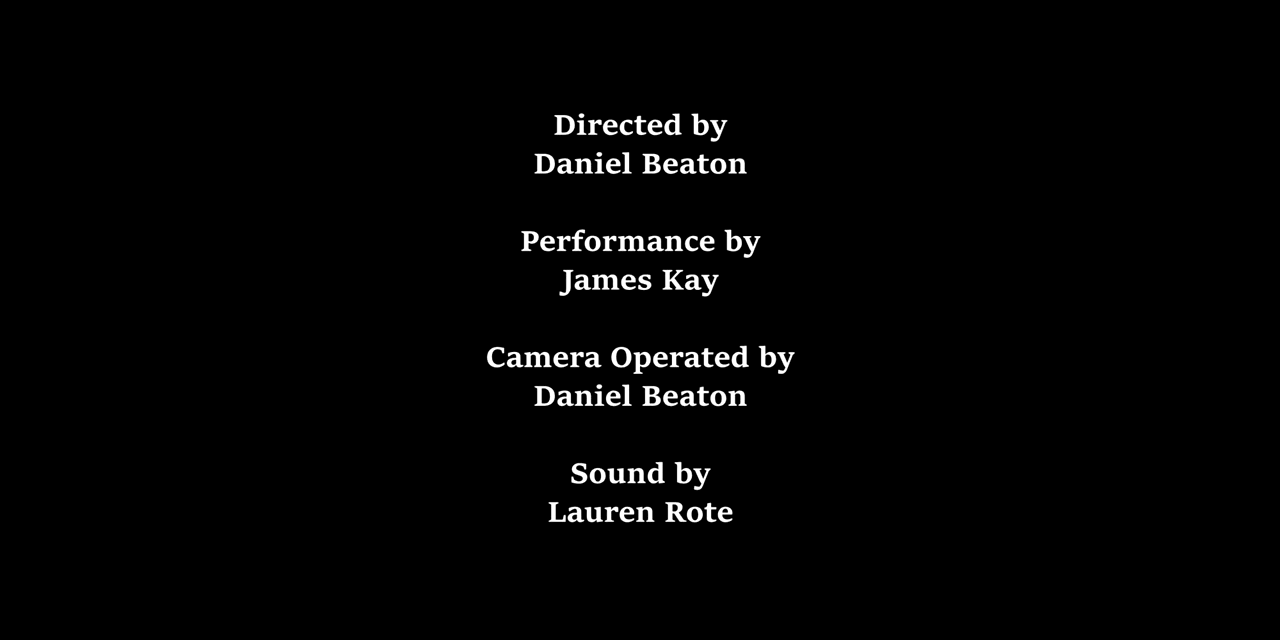 Directed by
Daniel Beaton
Performance by
James Kay
Camera Operated by
Daniel Beaton
Sound by
Lauren Rote